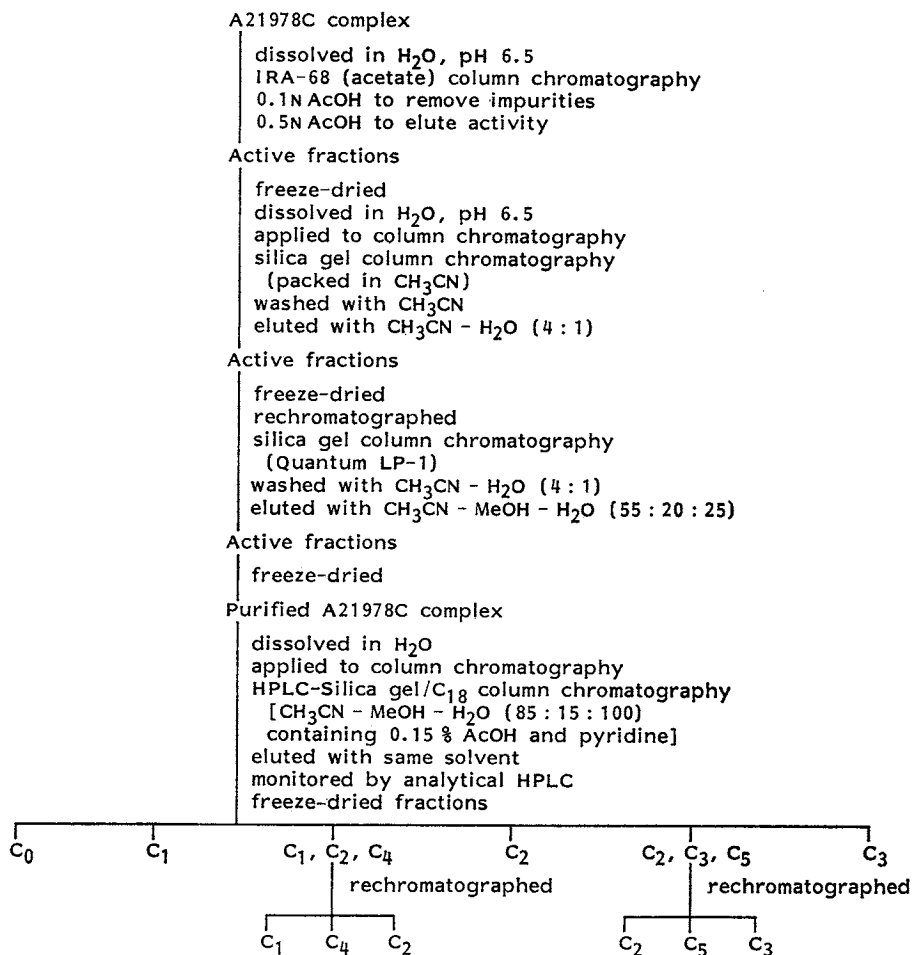 A21978C complex
dissolved in H₂O, pH 6.5
IRA-68 (acetate) column chromatography
0.1N AcOH to remove impurities
0.5N AcOH to elute activity
Active fractions
freeze-dried
dissolved in H₂O, pH 6.5
applied to column chromatography
silica gel column chromatography
(packed in CH₃CN)
washed with CH₃CN
eluted with CH₃CN - H₂O (4 : 1)
Active fractions
freeze-dried
rechromatographed
silica gel column chromatography
(Quantum LP-1)
washed with CH₃CN - H₂O (4 : 1)
eluted with CH₃CN - MeOH - H₂O (55 : 20 : 25)
Active fractions
freeze-dried
Purified A21978C complex
dissolved in H₂O
applied to column chromatography
HPLC-Silica gel/C₁₈ column chromatography
[CH₃CN - MeOH - H₂O (85 : 15 : 100)
containing 0.15 % AcOH and pyridine]
eluted with same solvent
monitored by analytical HPLC
freeze-dried fractions
C₀ C₁ C₁, C₂, C₄ C₂ C₂, C₃, C₅ C₃
rechromatographed rechromatographed
C₁ C₄ C₂ C₂ C₅ C₃